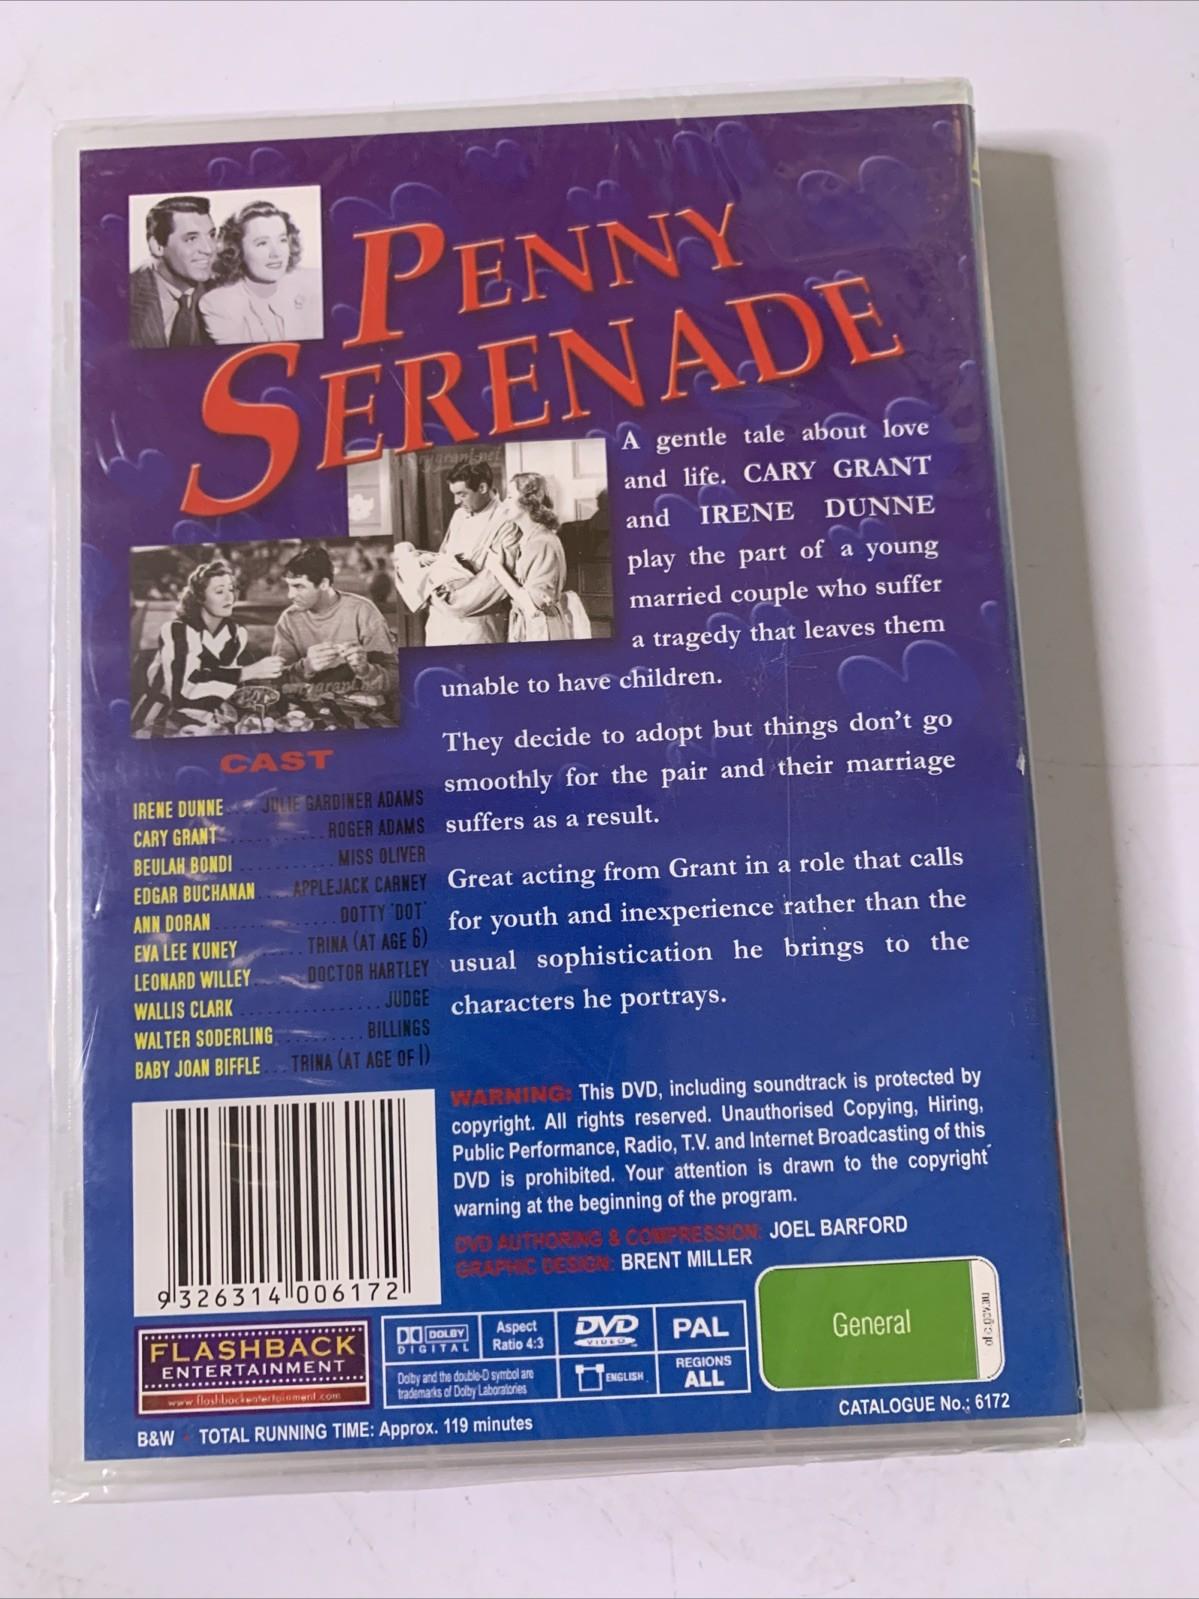 PENNY
SERENADE
A gentle tale about love
and life. CARY GRANT
and IRENE DUNNE
play the part of a young
married couple who suffer
a tragedy that leaves them
unable to have children.
They decide to adopt but things don't go
smoothly for the pair and their marriage
suffers as a result.
Great acting from Grant in a role that calls
for youth and inexperience rather than the
usual sophistication he brings to the
characters he portrays.
CAST
IRENE DUNNE.....JULIE GARDINER ADAMS
CARY GRANT............ROGER ADAMS
BEULAH BONDI..........MISS OLIVER
EDGAR BUCHANAN....APPLEJACK CARNEY
ANN DORAN.............DOTTY 'DOT'
EVA LEE KUNEY.......TRINA (AT AGE 6)
LEONARD WILLEY......DOCTOR HARTLEY
WALLIS CLARK................JUDGE
WALTER SODERLING..........BILLINGS
BABY JOAN BIFFLE...TRINA (AT AGE OF 1)
WARNING: This DVD, including soundtrack is protected by
copyright. All rights reserved. Unauthorised Copying, Hiring,
Public Performance, Radio, T.V. and Internet Broadcasting of this
DVD is prohibited. Your attention is drawn to the copyright
warning at the beginning of the program.
DVD AUTHORING & COMPRESSION: JOEL BARFORD
GRAPHIC DESIGN: BRENT MILLER
9 326314 006172
FLASHBACK
ENTERTAINMENT
www.flashbackentertainment.com
DOLBY
DIGITAL
Aspect
Ratio 4:3
DVD
VIDEO
PAL
Dolby and the double-D symbol are
trademarks of Dolby Laboratories
ENGLISH
REGIONS
ALL
General
oflc.gov.au
B&W • TOTAL RUNNING TIME: Approx. 119 minutes
CATALOGUE No.: 6172